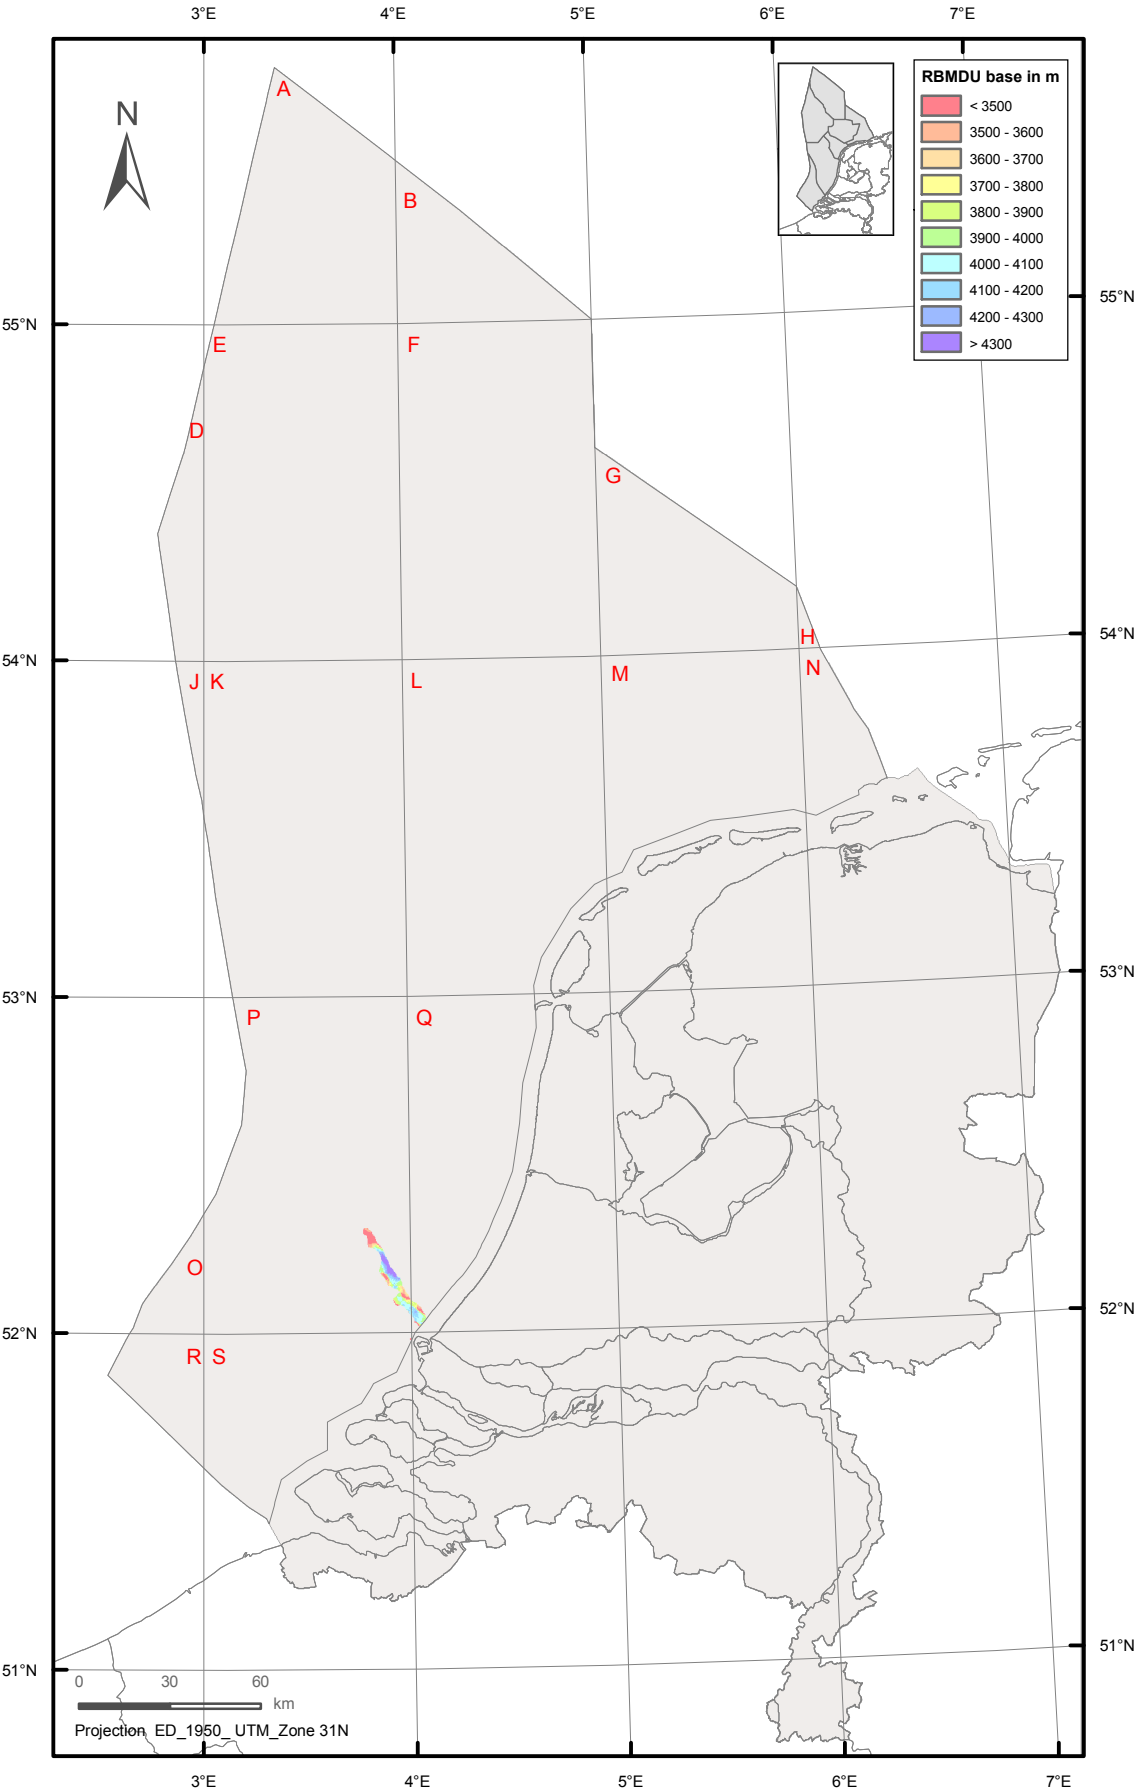 3°E 4°E 5°E 6°E 7°E
RBMDU base in m
< 3500
3500 - 3600
3600 - 3700
3700 - 3800
3800 - 3900
3900 - 4000
4000 - 4100
4100 - 4200
4200 - 4300
> 4300
N
A
B
55°N 55°N
E F
D
G
H
54°N 54°N
J K L M N
53°N 53°N
P Q
O
52°N 52°N
R S
51°N 51°N
0 30 60
km
Projection ED_1950_ UTM_Zone 31N
3°E 4°E 5°E 6°E 7°E